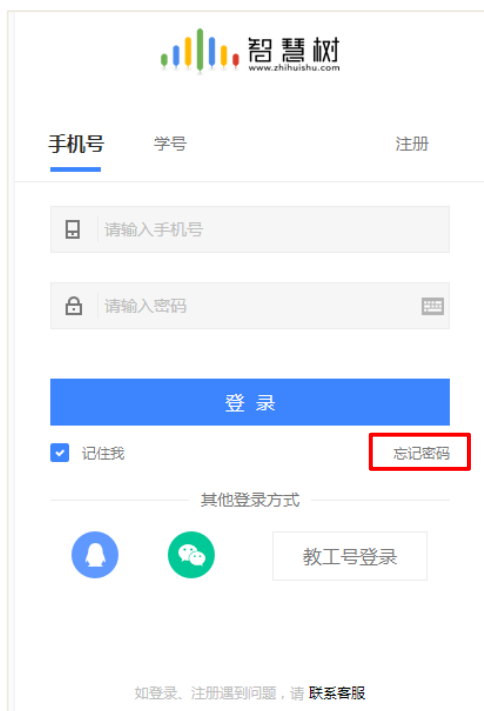 智慧树
www.zhihuishu.com
手机号 学号 注册
请输入手机号
请输入密码
登 录
记住我 忘记密码
其他登录方式
教工号登录
如登录、注册遇到问题，请 联系客服